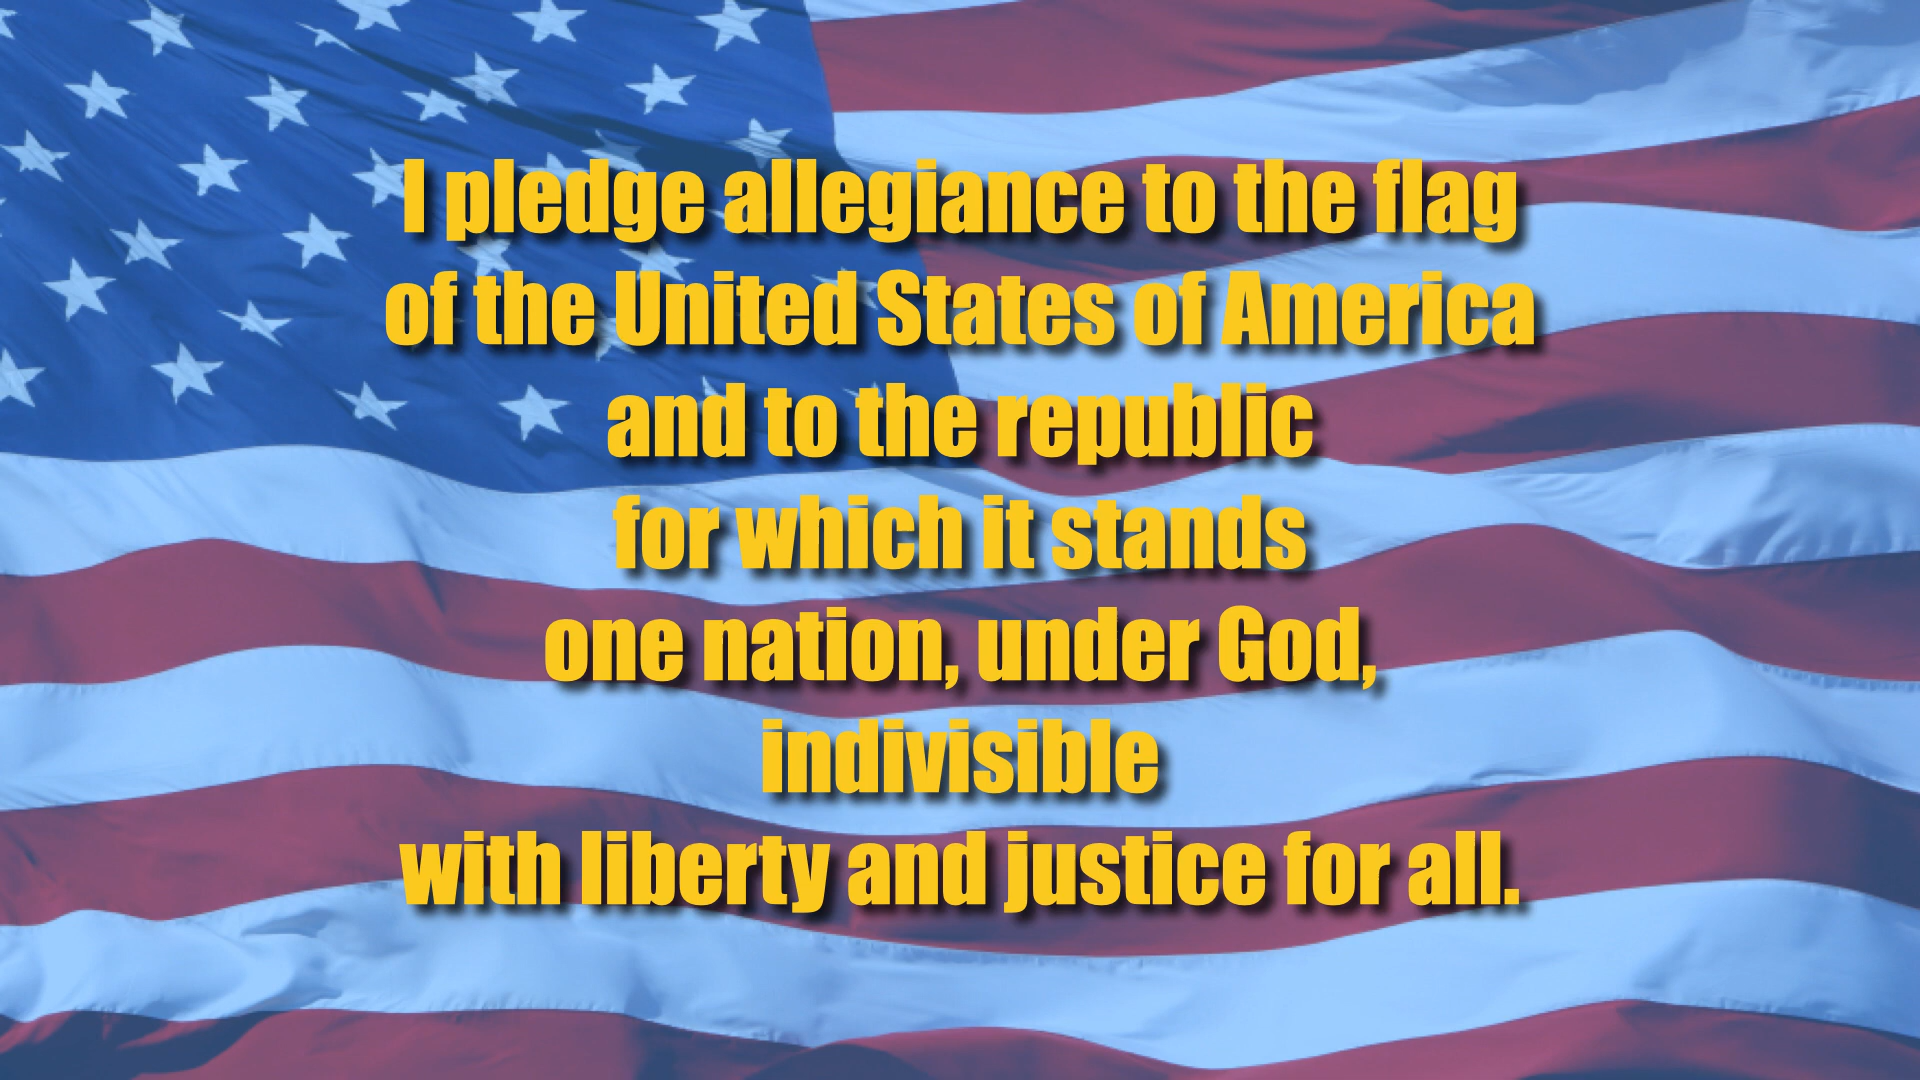 I pledge allegiance to the flag
of the United States of America
and to the republic
for which it stands
one nation, under God,
indivisible
with liberty and justice for all.